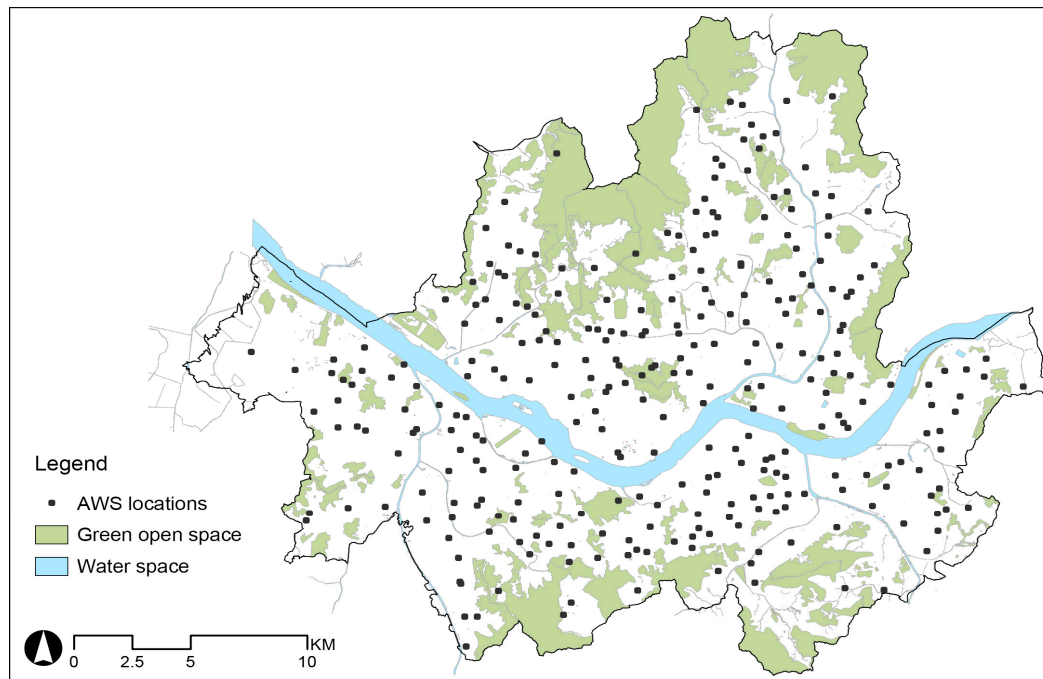 Legend
AWS locations
Green open space
Water space
0 2.5 5 10 KM